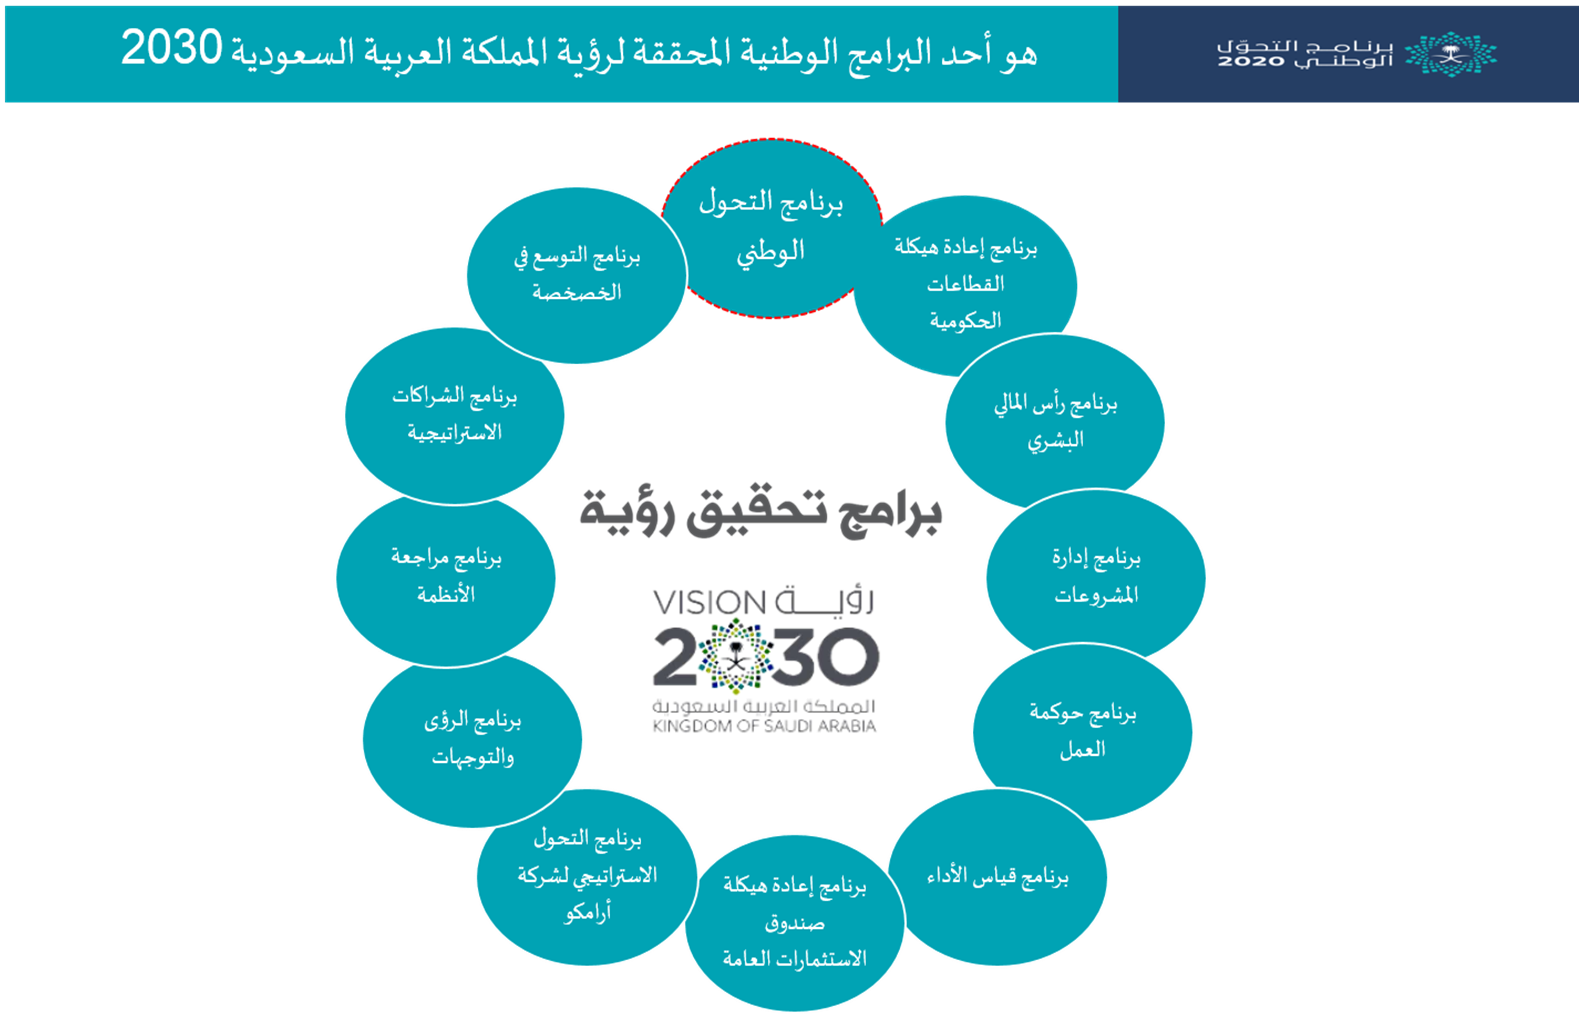 برنامج التحوّل
الوطني 2020
هو أحد البرامج الوطنية المحققة لرؤية المملكة العربية السعودية 2030
برنامج التحول
الوطني
برنامج إعادة هيكلة
القطاعات
الحكومية
برنامج رأس المالي
البشري
برنامج إدارة
المشروعات
برنامج حوكمة
العمل
برنامج قياس الأداء
برنامج إعادة هيكلة
صندوق
الاستثمارات العامة
برنامج التحول
الاستراتيجي لشركة
أرامكو
برنامج الرؤى
والتوجهات
برنامج مراجعة
الأنظمة
برنامج الشراكات
الاستراتيجية
برنامج التوسع في
الخصخصة
برامج تحقيق رؤية
VISION رؤيــة
2030
المملكة العربية السعودية
KINGDOM OF SAUDI ARABIA